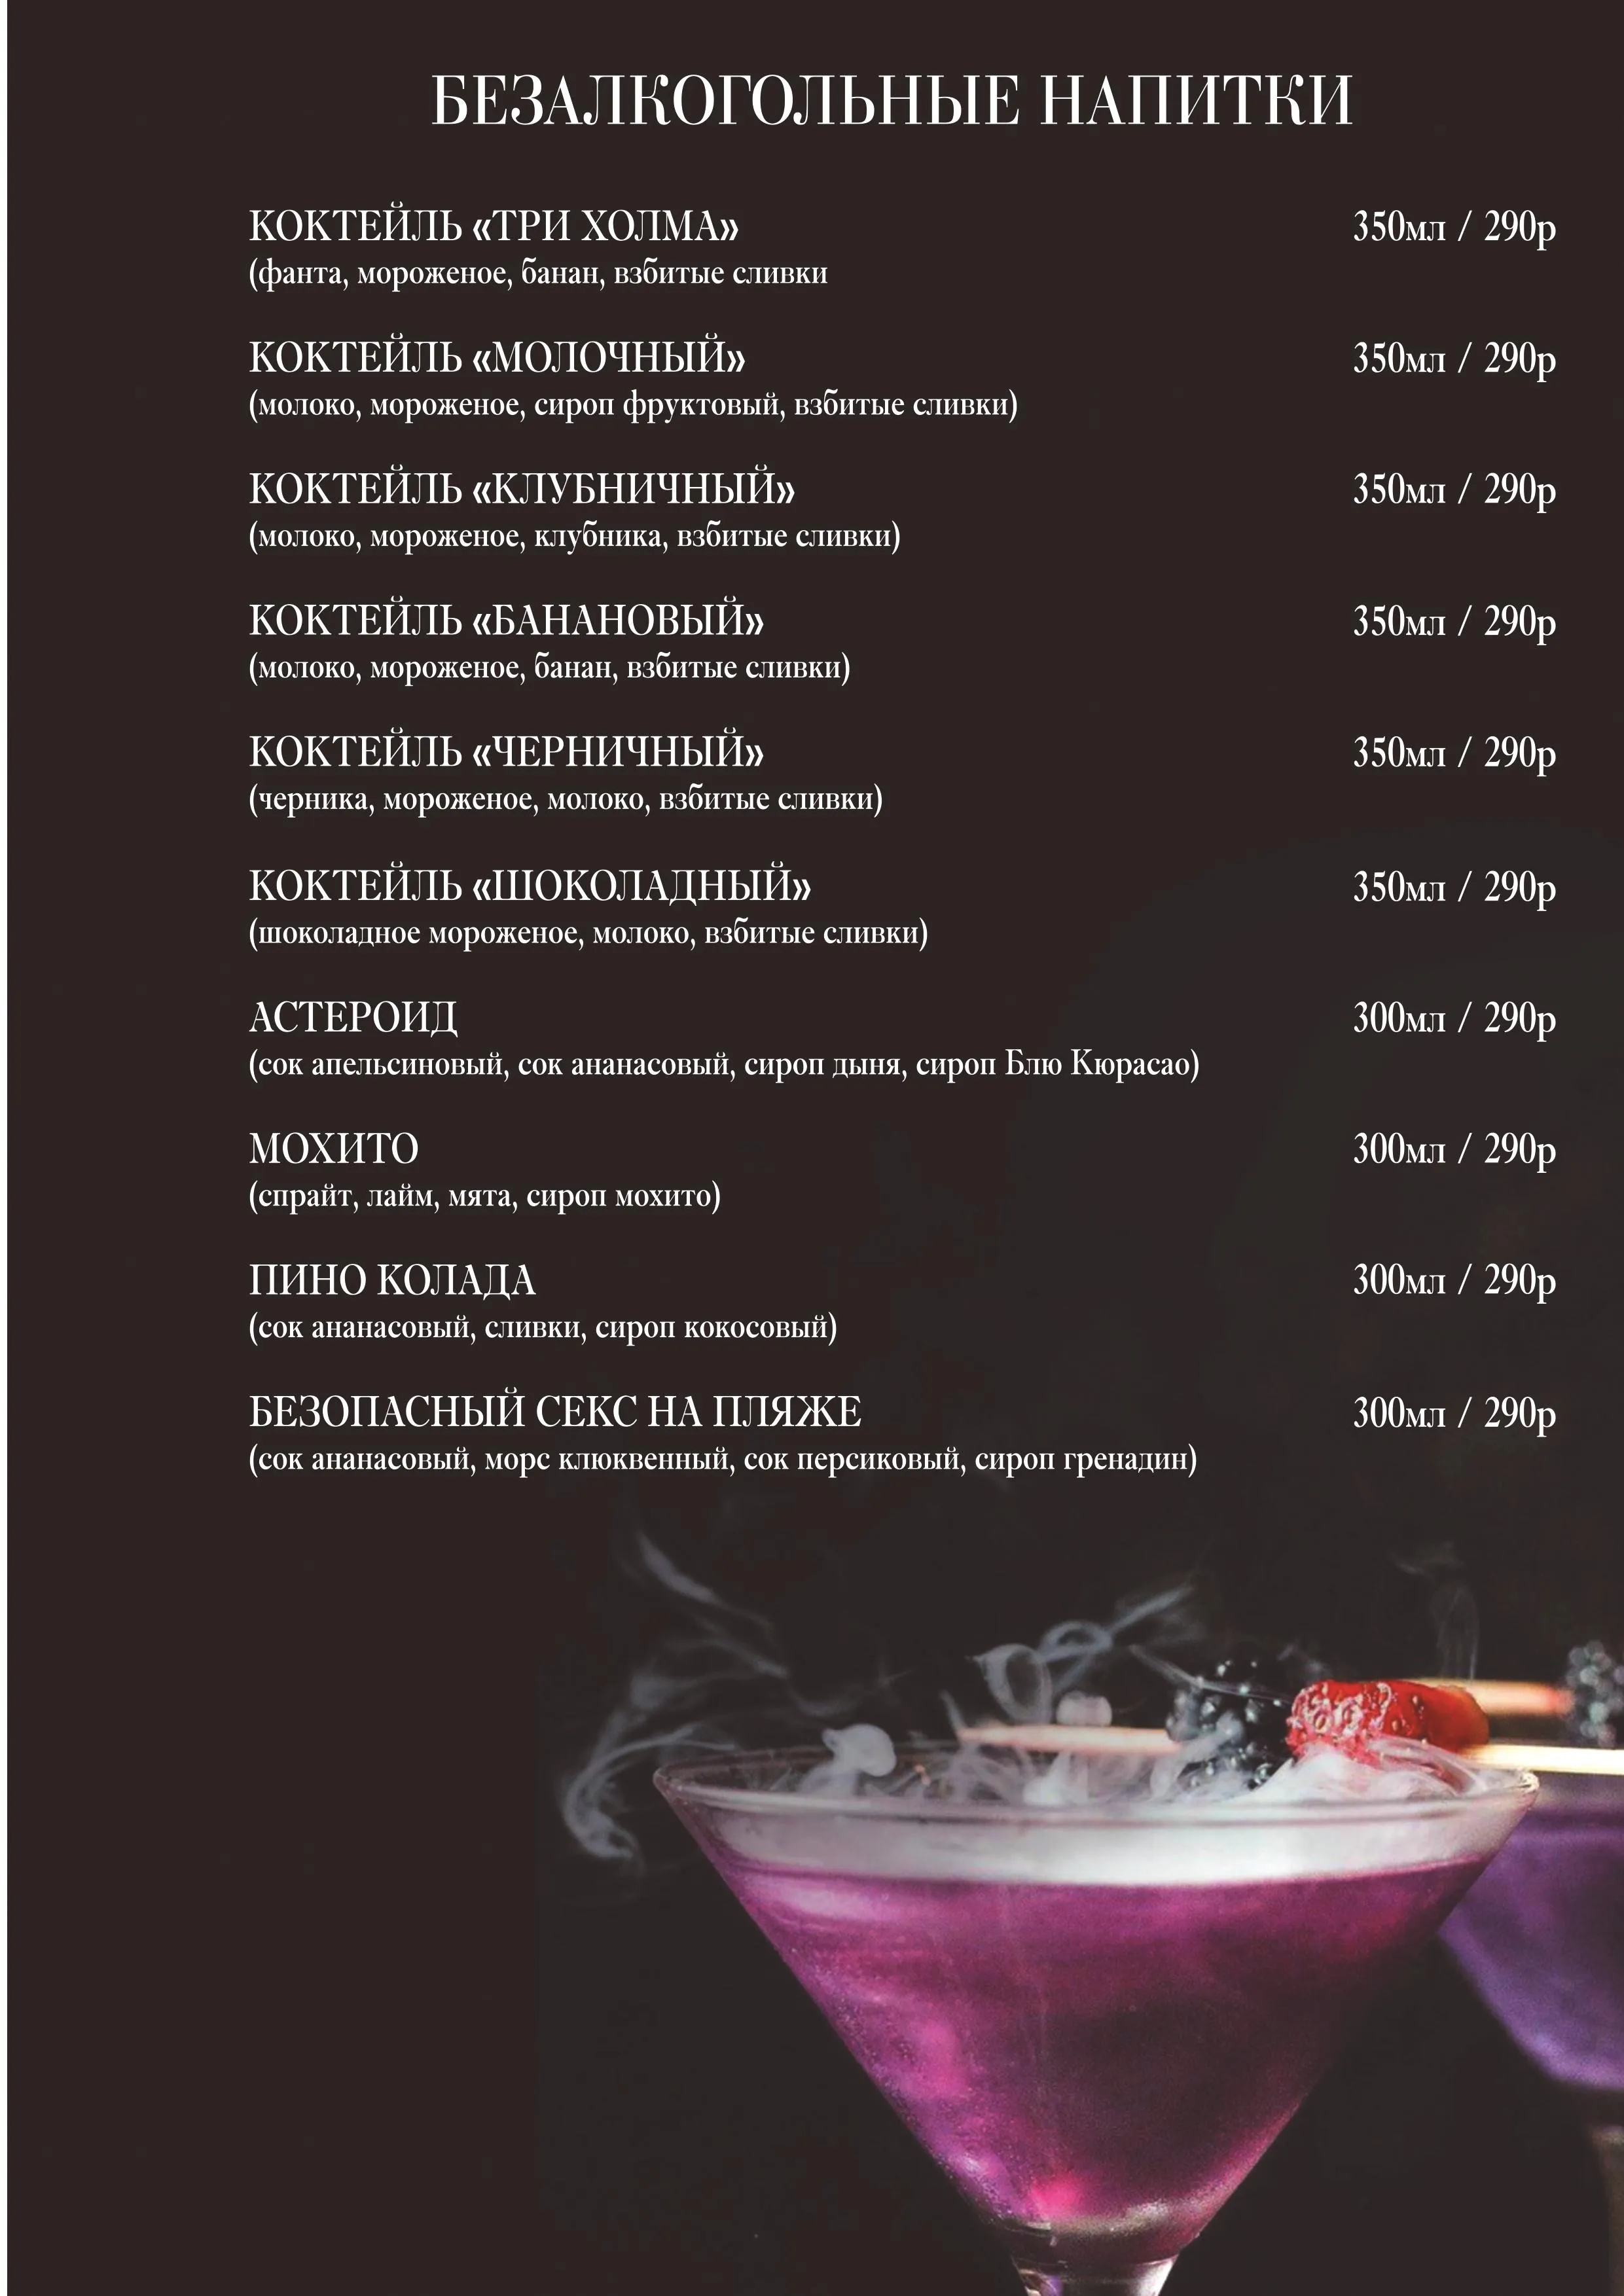 БЕЗАЛКОГОЛЬНЫЕ НАПИТКИ
КОКТЕЙЛЬ «ТРИ ХОЛМА» 350мл / 290р
(фанта, мороженое, банан, взбитые сливки
КОКТЕЙЛЬ «МОЛОЧНЫЙ» 350мл / 290р
(молоко, мороженое, сироп фруктовый, взбитые сливки)
КОКТЕЙЛЬ «КЛУБНИЧНЫЙ» 350мл / 290р
(молоко, мороженое, клубника, взбитые сливки)
КОКТЕЙЛЬ «БАНАНОВЫЙ» 350мл / 290р
(молоко, мороженое, банан, взбитые сливки)
КОКТЕЙЛЬ «ЧЕРНИЧНЫЙ» 350мл / 290р
(черника, мороженое, молоко, взбитые сливки)
КОКТЕЙЛЬ «ШОКОЛАДНЫЙ» 350мл / 290р
(шоколадное мороженое, молоко, взбитые сливки)
АСТЕРОИД 300мл / 290р
(сок апельсиновый, сок ананасовый, сироп дыня, сироп Блю Кюрасао)
МОХИТО 300мл / 290р
(спрайт, лайм, мята, сироп мохито)
ПИНО КОЛАДА 300мл / 290р
(сок ананасовый, сливки, сироп кокосовый)
БЕЗОПАСНЫЙ СЕКС НА ПЛЯЖЕ 300мл / 290р
(сок ананасовый, морс клюквенный, сок персиковый, сироп гренадин)